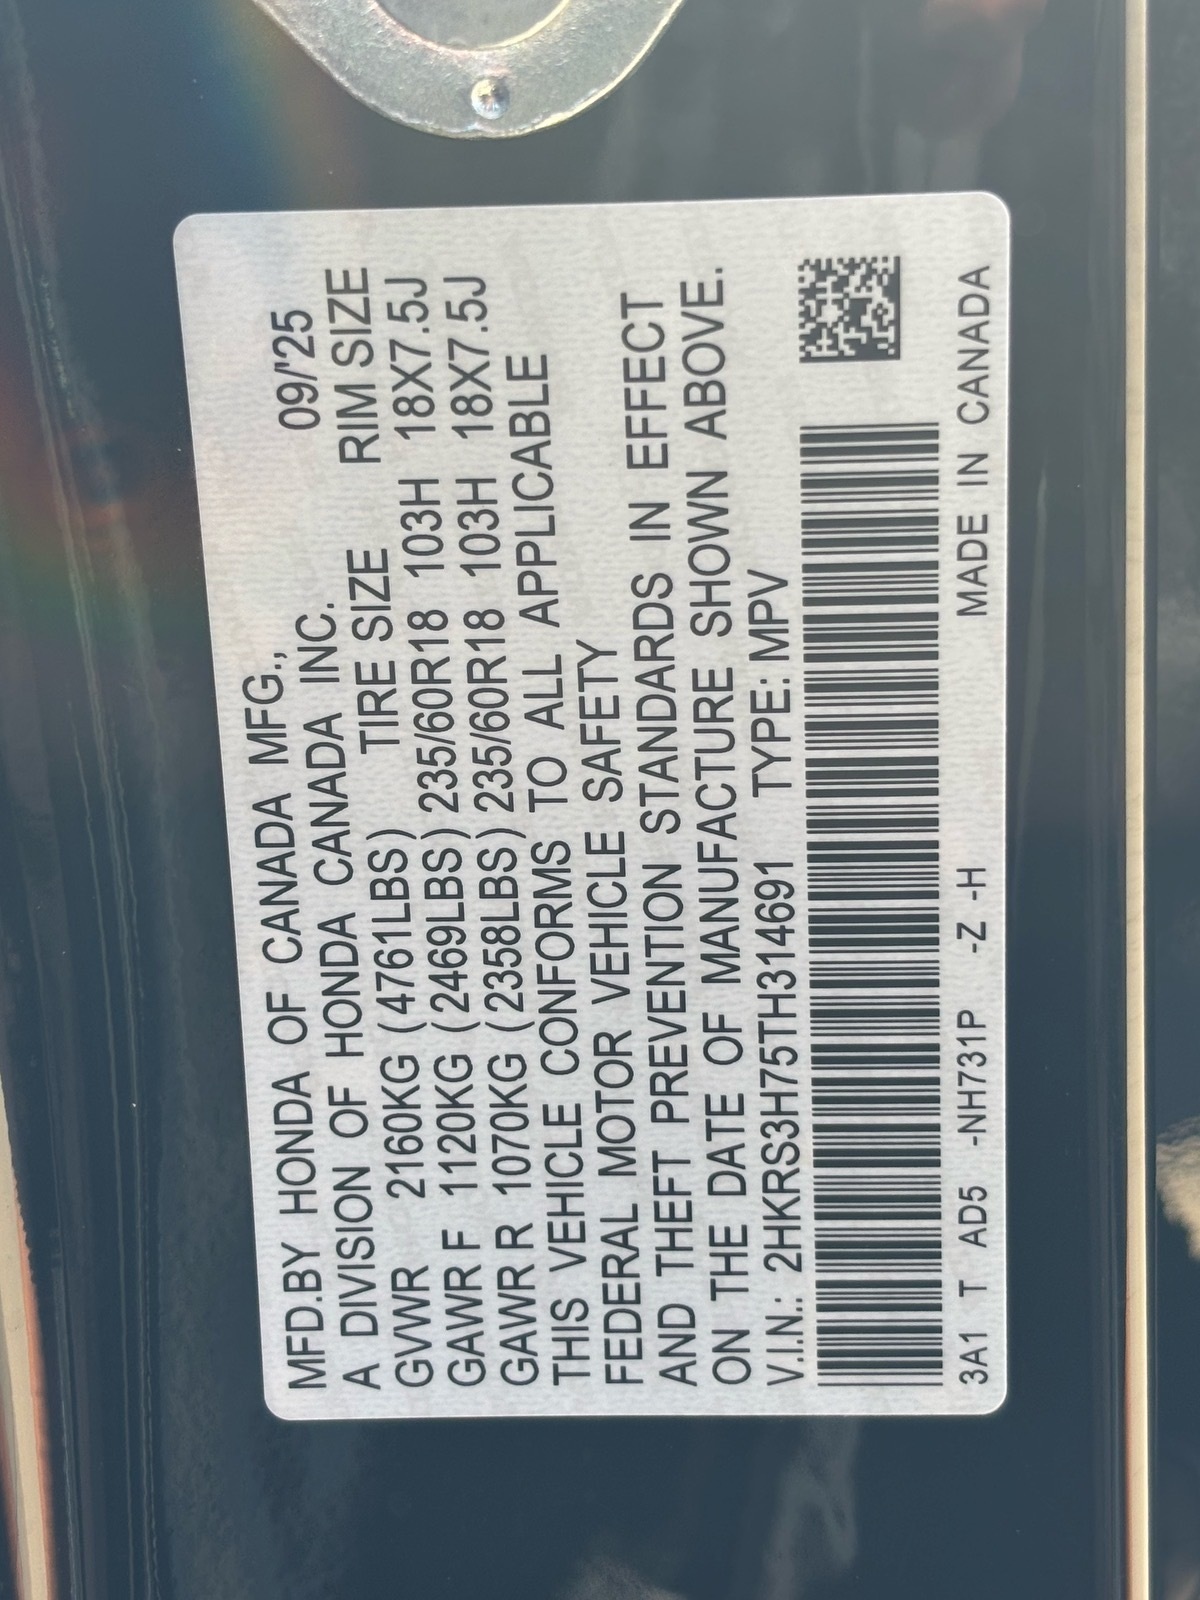 MFD.BY HONDA OF CANADA MFG., 09/'25
A DIVISION OF HONDA CANADA INC.
TIRE SIZE RIM SIZE
GVWR 2160KG (4761LBS)
GAWR F 1120KG (2469LBS) 235/60R18 103H 18X7.5J
GAWR R 1070KG (2358LBS) 235/60R18 103H 18X7.5J
THIS VEHICLE CONFORMS TO ALL APPLICABLE
FEDERAL MOTOR VEHICLE SAFETY
AND THEFT PREVENTION STANDARDS IN EFFECT
ON THE DATE OF MANUFACTURE SHOWN ABOVE.
V.I.N.: 2HKRS3H75TH314691 TYPE: MPV
3A1 T AD5 -NH731P -Z -H MADE IN CANADA